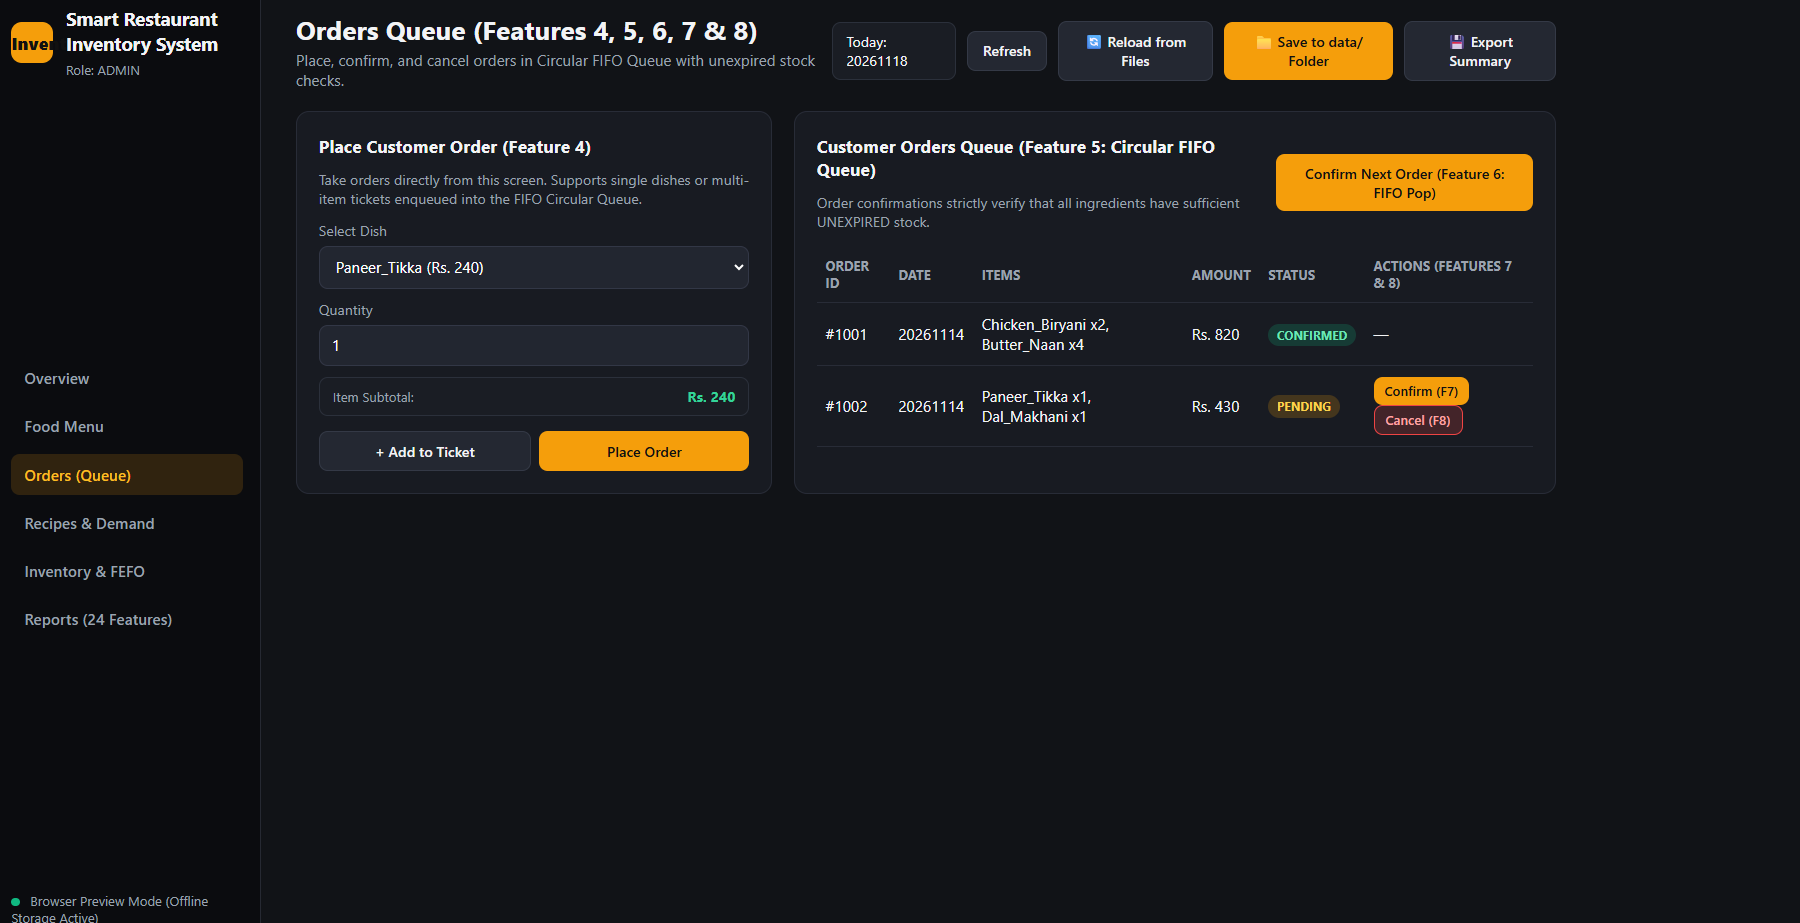 Inver
Smart Restaurant
Inventory System
Role: ADMIN
Overview
Food Menu
Orders (Queue)
Recipes & Demand
Inventory & FEFO
Reports (24 Features)
Browser Preview Mode (Offline
Storage Active)
Orders Queue (Features 4, 5, 6, 7 & 8)
Place, confirm, and cancel orders in Circular FIFO Queue with unexpired stock
checks.
Today:
20261118
Refresh
Reload from
Files
Save to data/
Folder
Export
Summary
Place Customer Order (Feature 4)
Take orders directly from this screen. Supports single dishes or multi-
item tickets enqueued into the FIFO Circular Queue.
Select Dish
Paneer_Tikka (Rs. 240)
Quantity
1
Item Subtotal: Rs. 240
+ Add to Ticket Place Order
Customer Orders Queue (Feature 5: Circular FIFO
Queue)
Order confirmations strictly verify that all ingredients have sufficient
UNEXPIRED stock.
Confirm Next Order (Feature 6:
FIFO Pop)
ORDER
ID
DATE
ITEMS
AMOUNT
STATUS
ACTIONS (FEATURES 7
& 8)
#1001
20261114
Chicken_Biryani x2,
Butter_Naan x4
Rs. 820
CONFIRMED
—
#1002
20261114
Paneer_Tikka x1,
Dal_Makhani x1
Rs. 430
PENDING
Confirm (F7)
Cancel (F8)